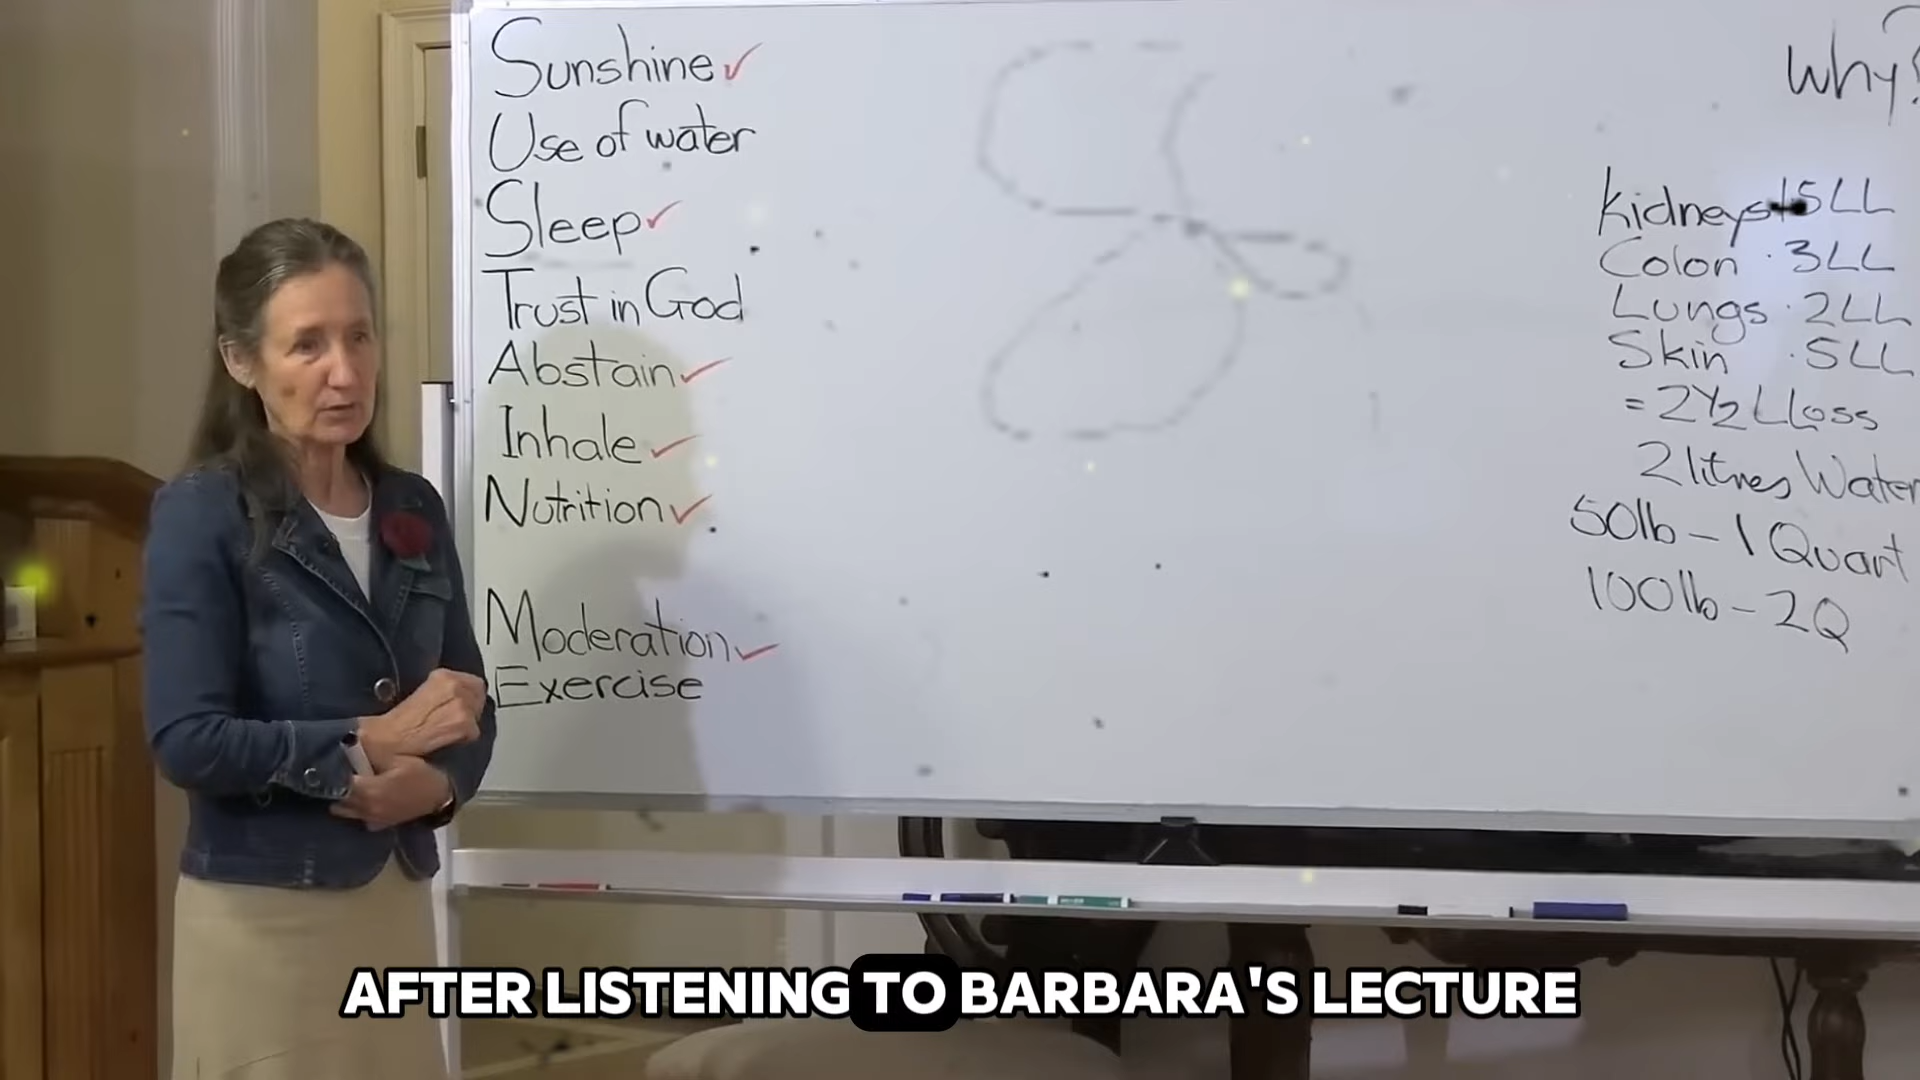 Sunshine ✓
Use of water
Sleep ✓
Trust in God
Abstain ✓
Inhale ✓
Nutrition ✓
Moderation ✓
Exercise
Why?
Kidneys 1.5LL
Colon .3LL
Lungs .2LL
Skin .5LL
= 2½ L Loss
2 litres Water
50lb - 1 Quart
100lb - 2Q
AFTER LISTENING TO BARBARA'S LECTURE